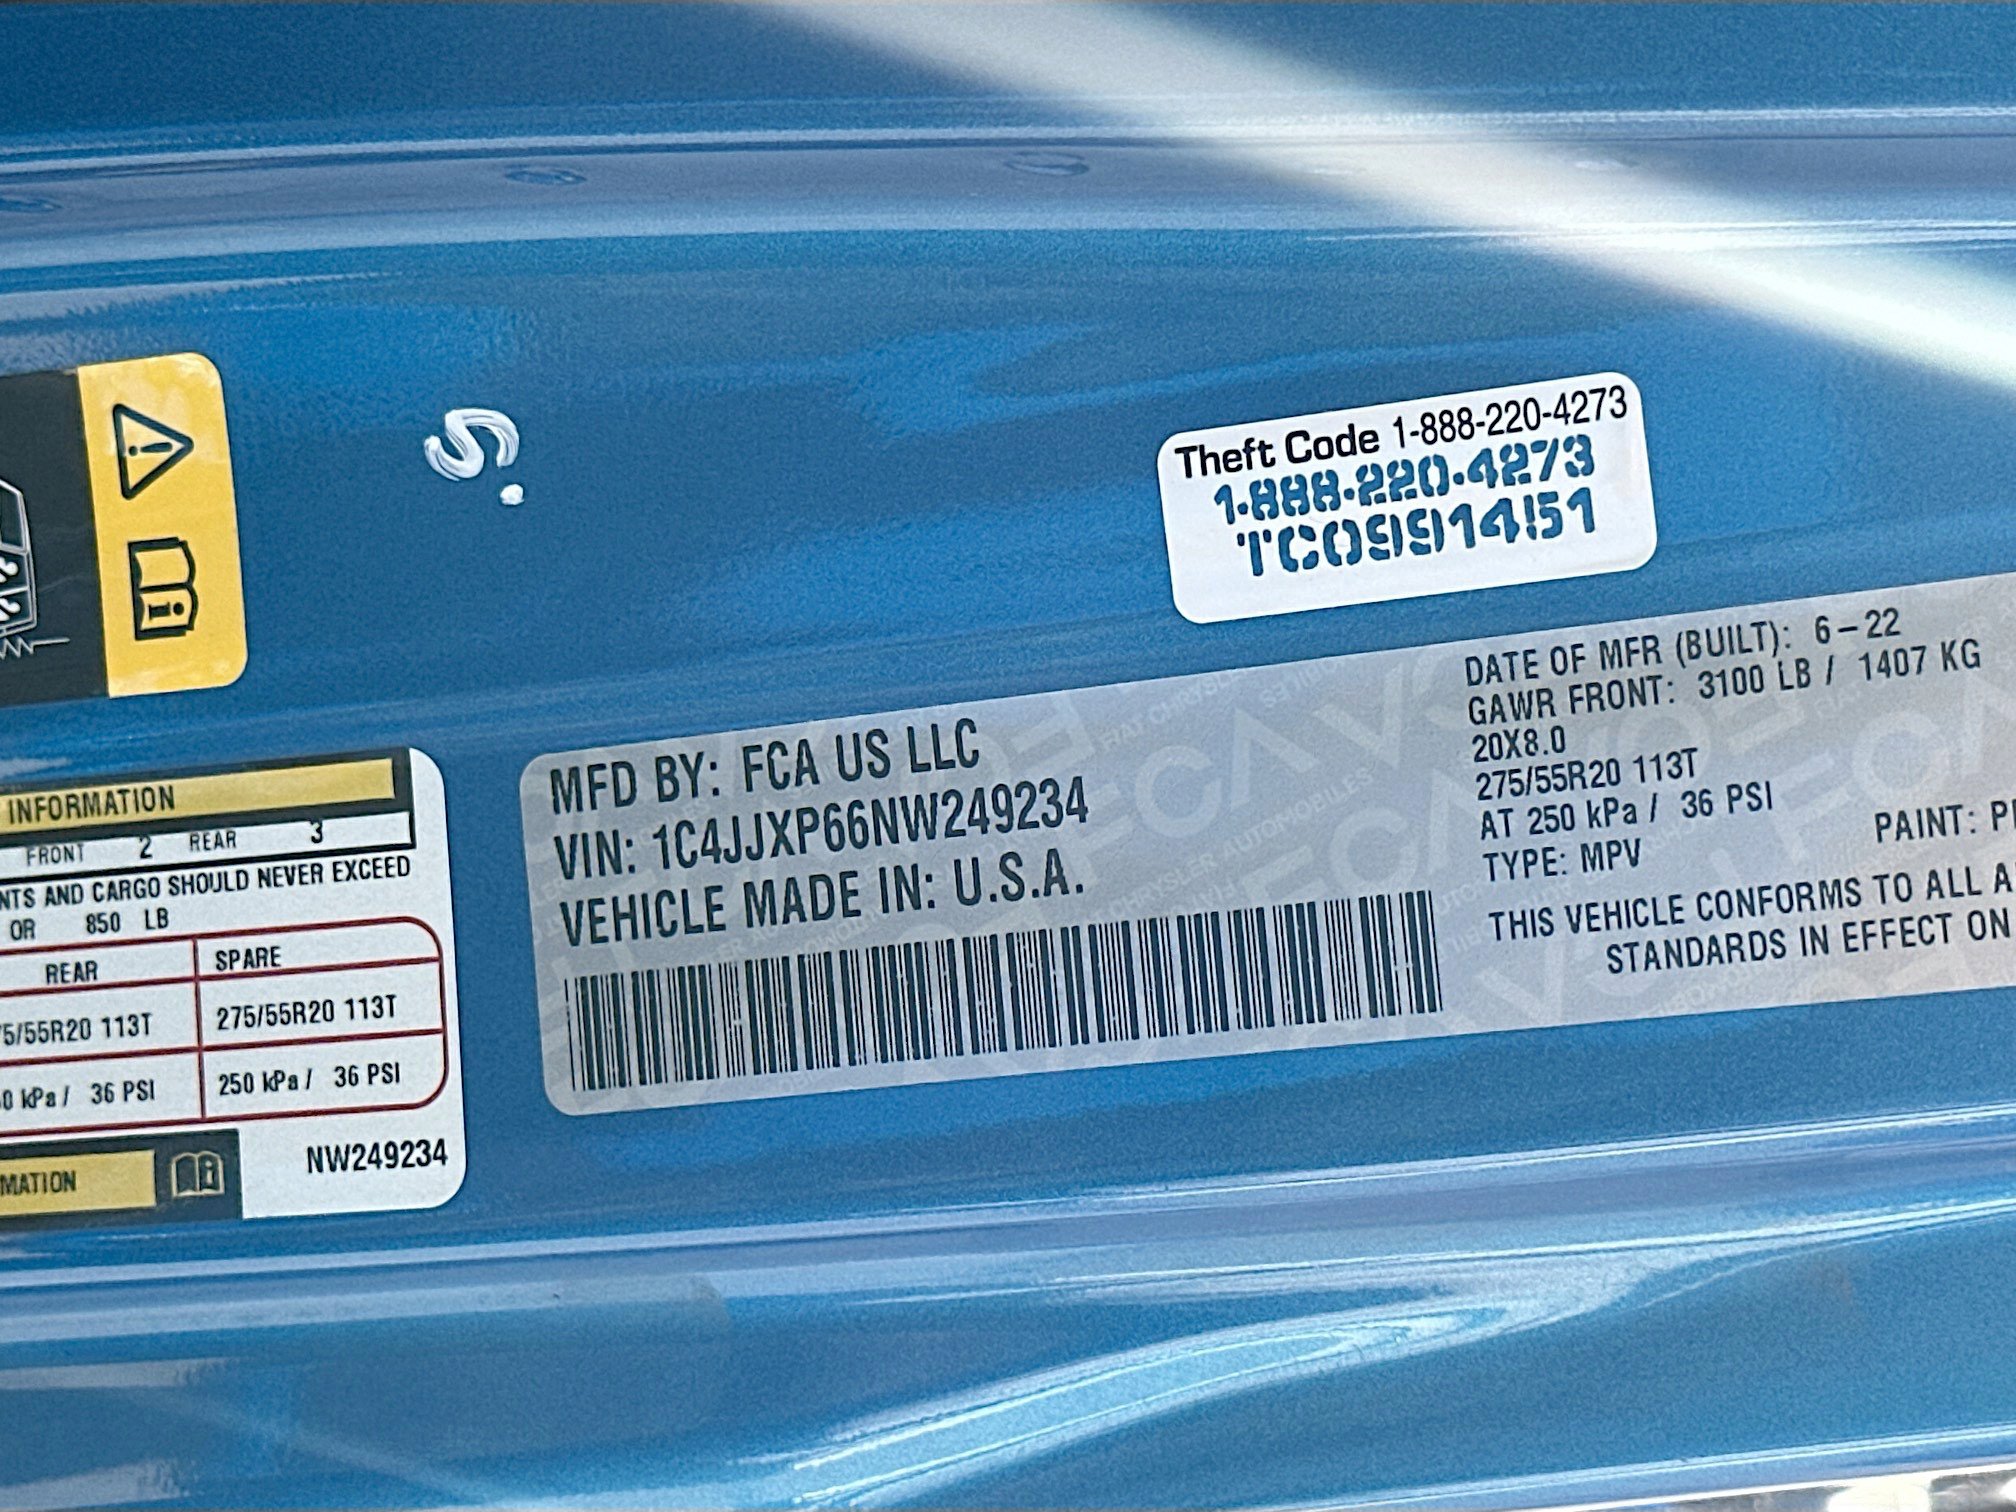 Theft Code 1-888-220-4273
1-888-220-4273
TC0991451
DATE OF MFR (BUILT): 6-22
GAWR FRONT: 3100 LB / 1407 KG
20X8.0
275/55R20 113T
AT 250 kPa / 36 PSI
TYPE: MPV
PAINT:
THIS VEHICLE CONFORMS TO ALL A
STANDARDS IN EFFECT ON
MFD BY: FCA US LLC
VIN: 1C4JJXP66NW249234
VEHICLE MADE IN: U.S.A.
INFORMATION
FRONT 2 REAR 3
NTS AND CARGO SHOULD NEVER EXCEED
OR 850 LB
REAR SPARE
5/55R20 113T 275/55R20 113T
0 kPa / 36 PSI 250 kPa / 36 PSI
MATION
NW249234